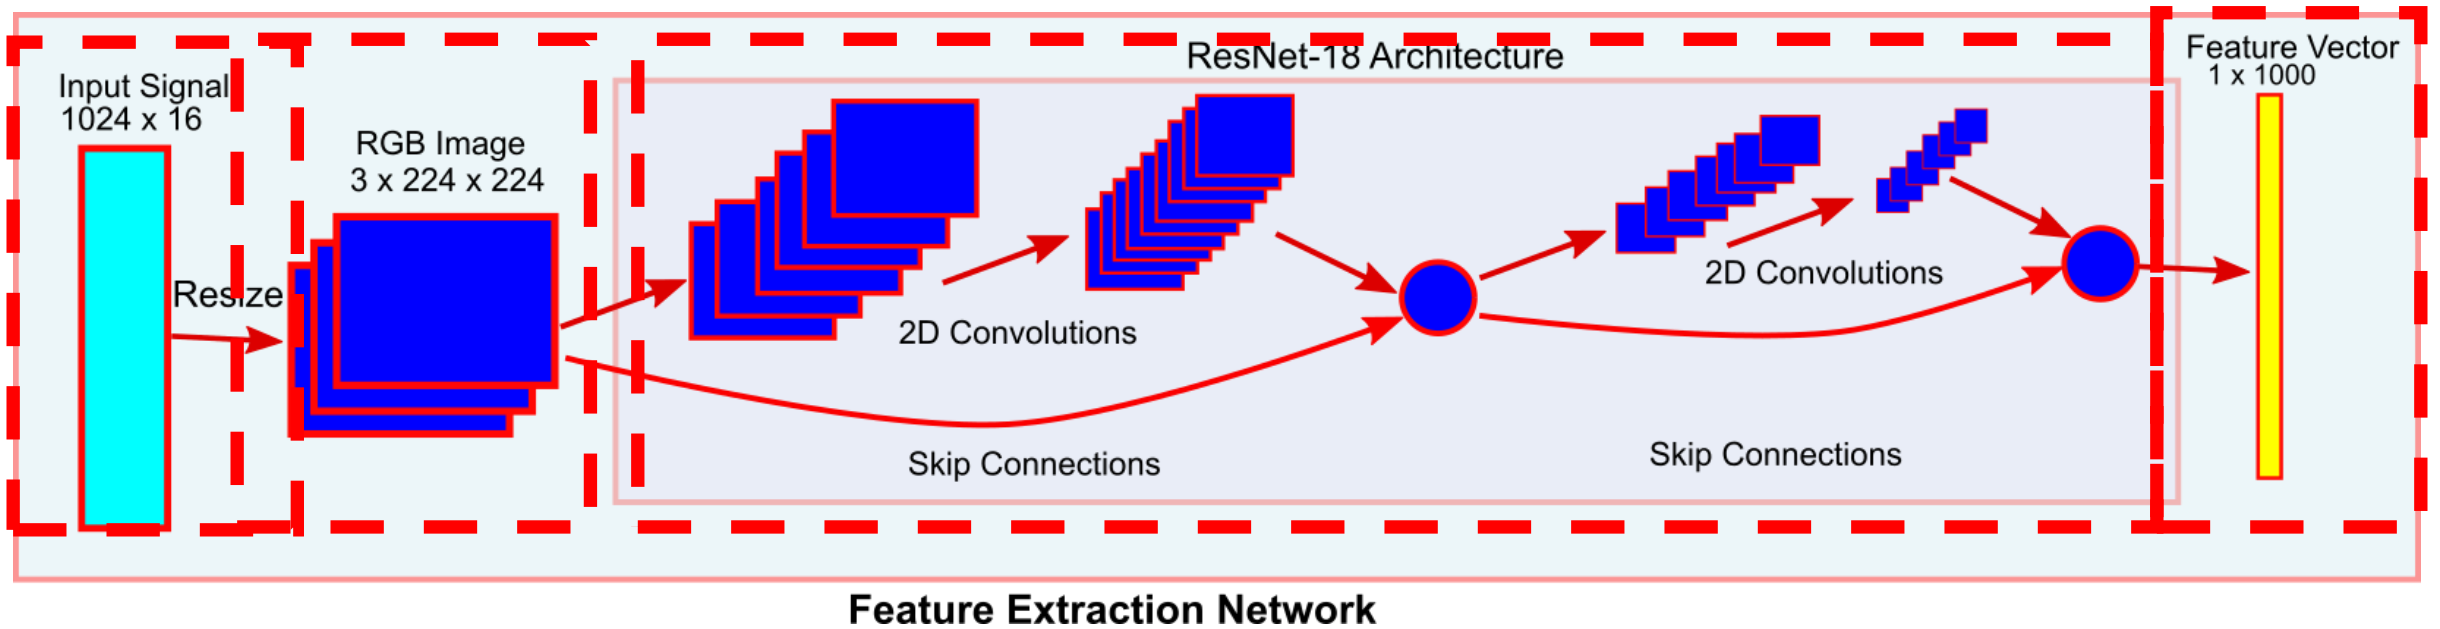 Input Signal
1024 x 16
Resize
RGB Image
3 x 224 x 224
ResNet-18 Architecture
2D Convolutions
Skip Connections
2D Convolutions
Skip Connections
Feature Vector
1 x 1000
Feature Extraction Network